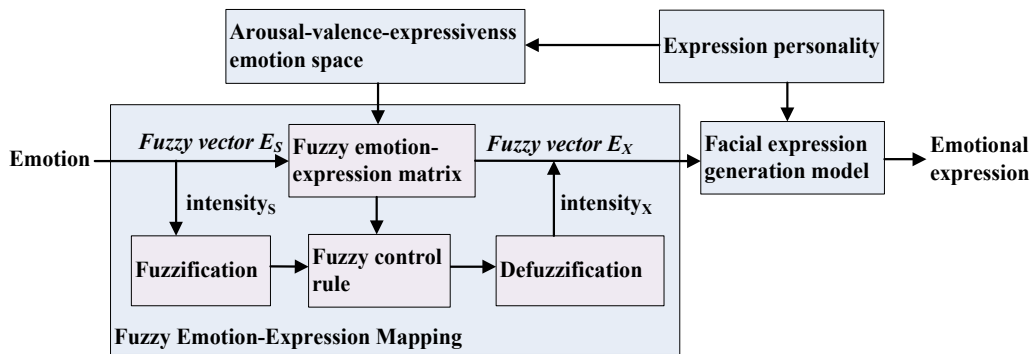 Arousal-valence-expressivenss
emotion space
Expression personality
Emotion
Fuzzy vector E_S
Fuzzy emotion-
expression matrix
Fuzzy vector E_X
Facial expression
generation model
Emotional
expression
intensity_S
intensity_X
Fuzzification
Fuzzy control
rule
Defuzzification
Fuzzy Emotion-Expression Mapping